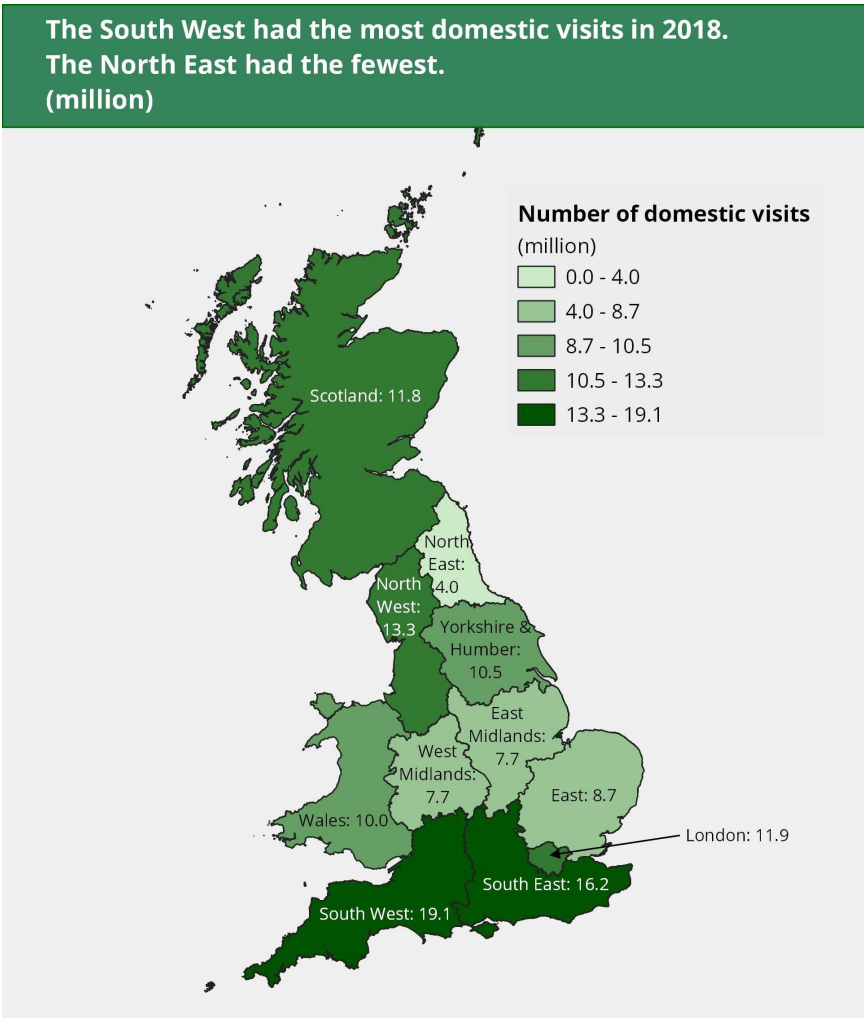 The South West had the most domestic visits in 2018.
The North East had the fewest.
(million)
Number of domestic visits
(million)
0.0 - 4.0
4.0 - 8.7
8.7 - 10.5
10.5 - 13.3
13.3 - 19.1
Scotland: 11.8
North
East:
4.0
North
West:
13.3
Yorkshire &
Humber:
10.5
East
Midlands:
7.7
West
Midlands:
7.7
East: 8.7
Wales: 10.0
London: 11.9
South East: 16.2
South West: 19.1